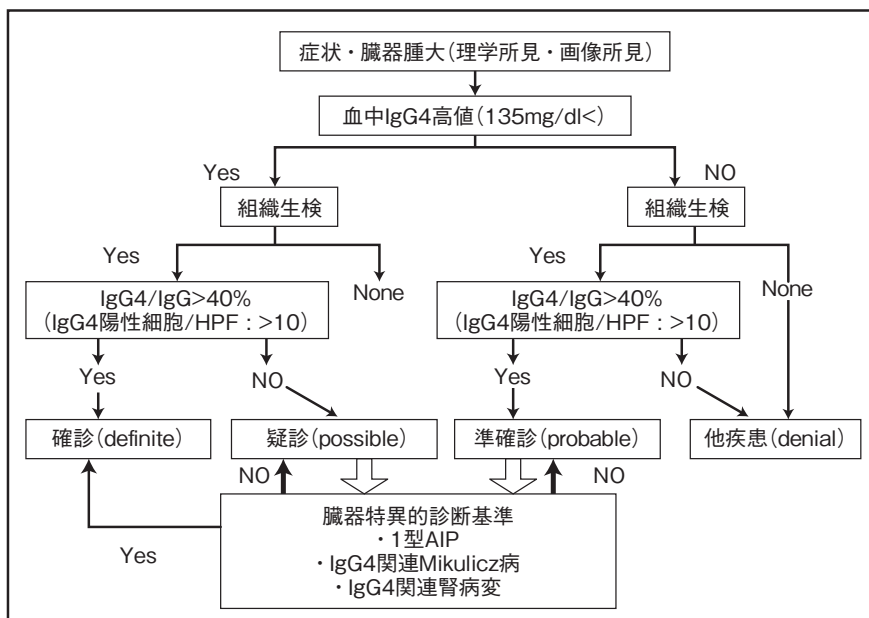 症状・臓器腫大(理学所見・画像所見)
血中IgG4高値(135mg/dl<)
Yes
NO
組織生検
組織生検
Yes
None
Yes
None
IgG4/IgG>40%
(IgG4陽性細胞/HPF：>10)
IgG4/IgG>40%
(IgG4陽性細胞/HPF：>10)
Yes
NO
Yes
NO
確診(definite)
疑診(possible)
準確診(probable)
他疾患(denial)
NO
NO
Yes
臓器特異的診断基準
・1型AIP
・IgG4関連Mikulicz病
・IgG4関連腎病変